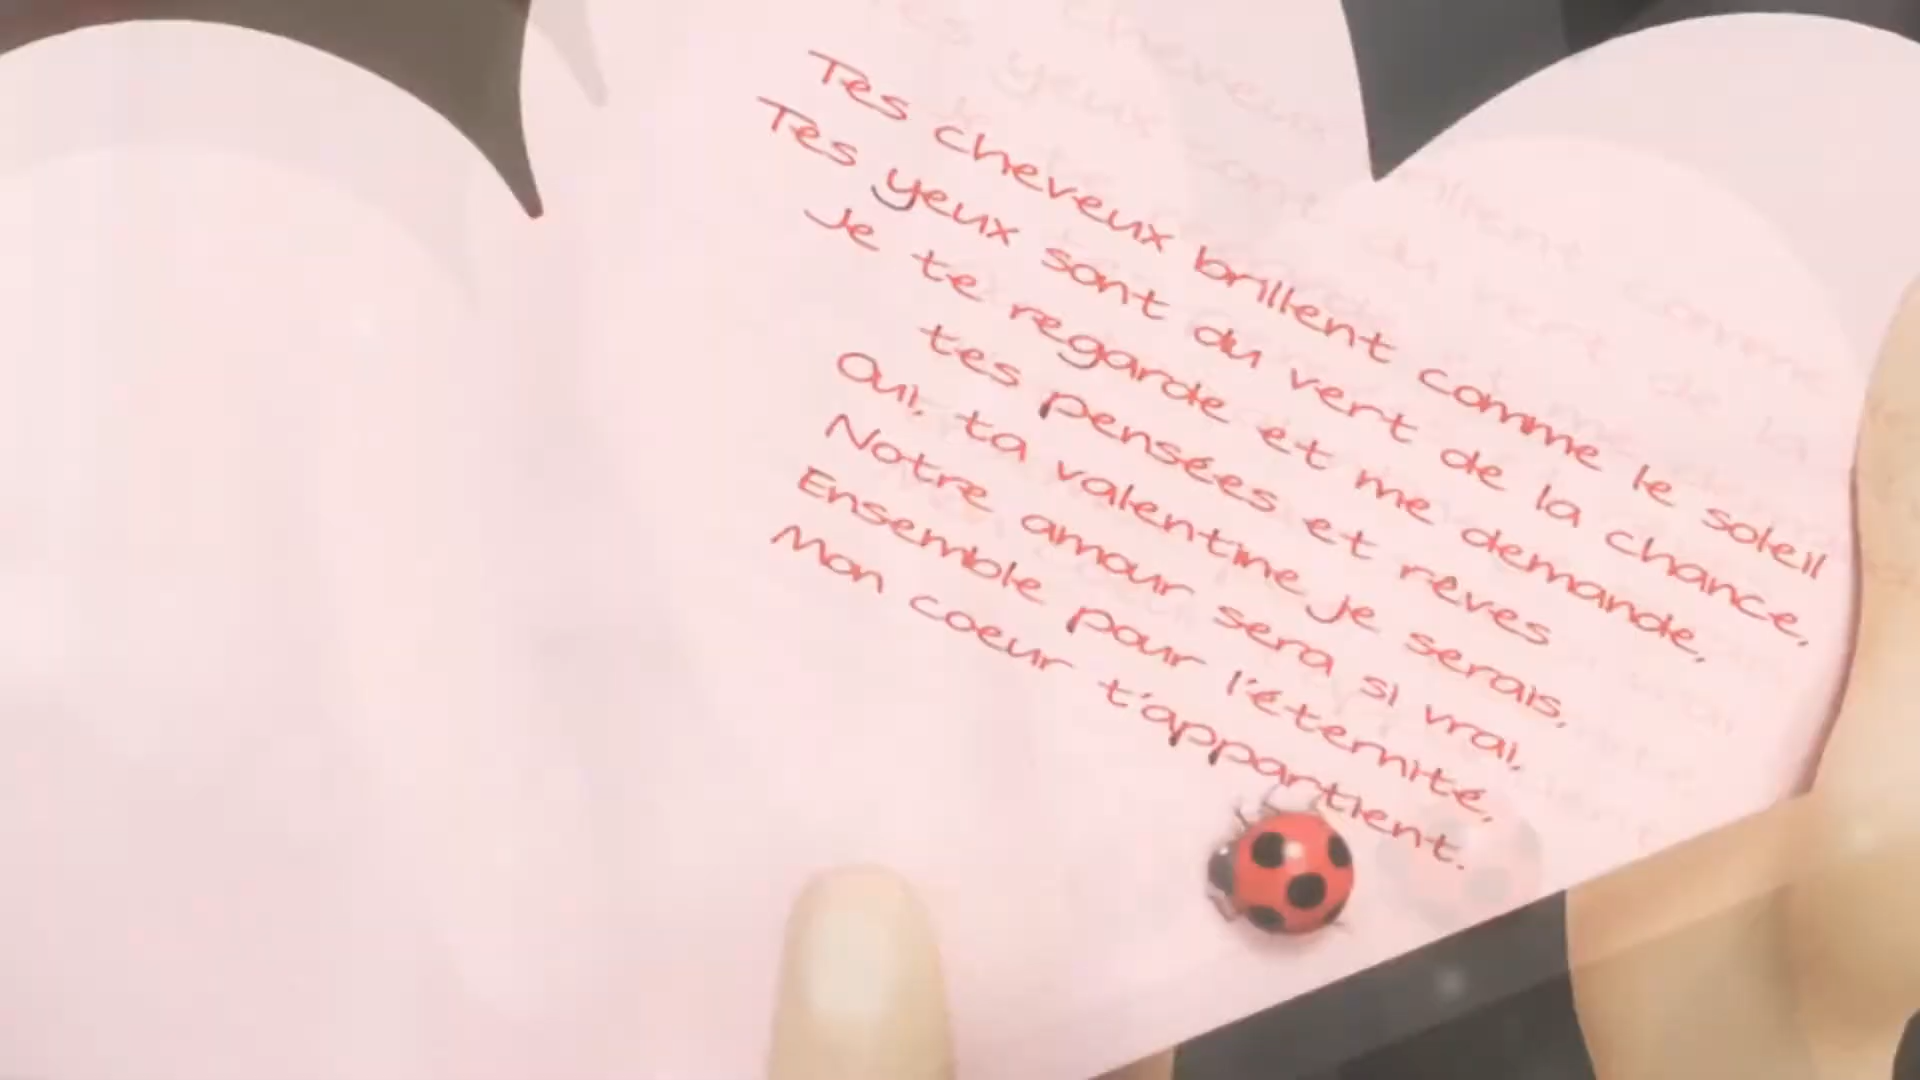 Tes cheveux brillent comme le soleil
Tes yeux sont du vert de la chance,
Je te regarde et me demande,
tes pensées et rêves
Oui, ta valentine je serais,
Notre amour sera si vrai,
Ensemble pour l'éternité,
Mon coeur t'appartient.